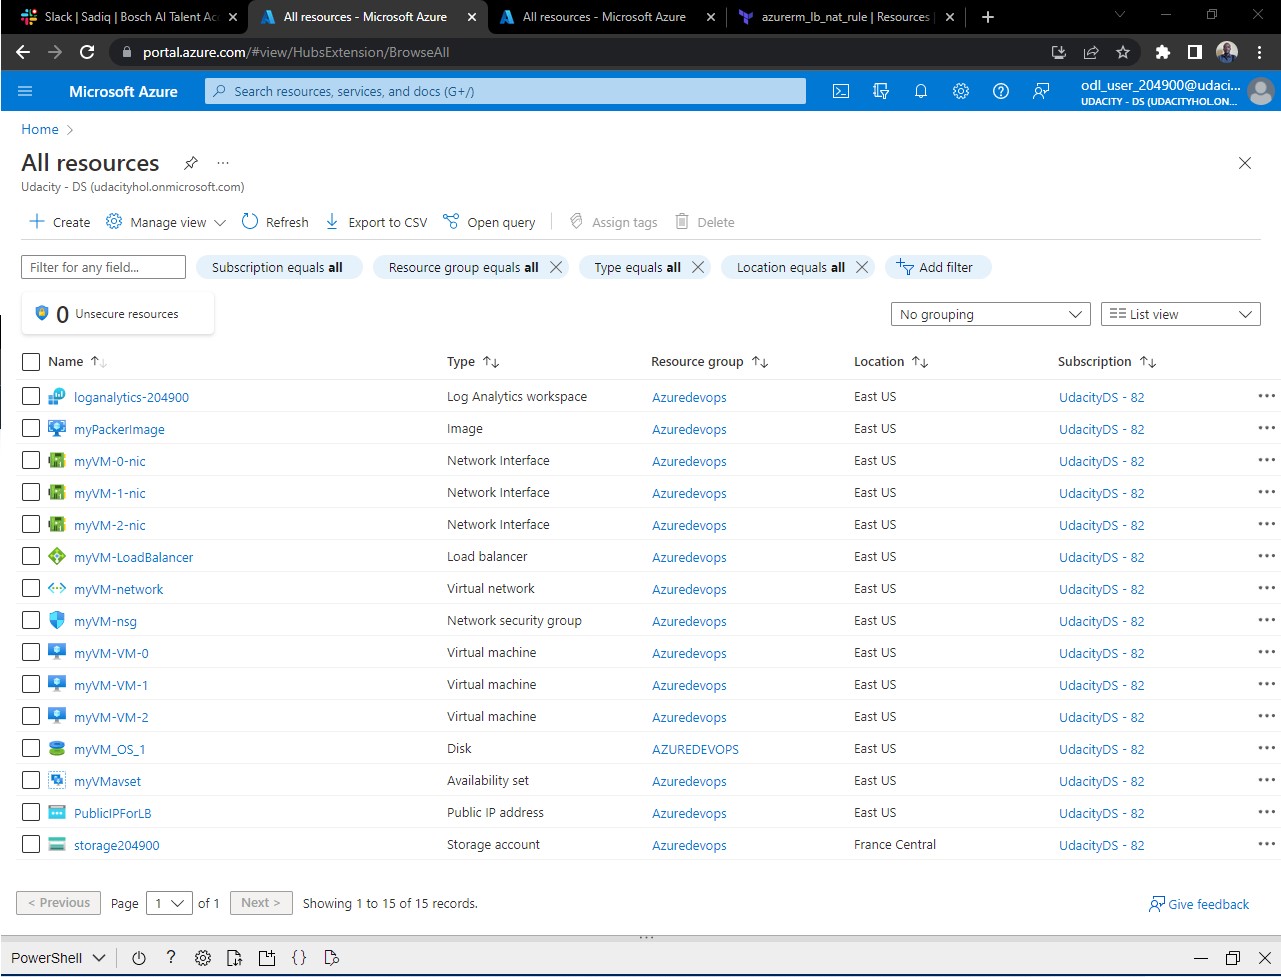 Slack | Sadiq | Bosch AI Talent Ac
All resources - Microsoft Azure
All resources - Microsoft Azure
azurerm_lb_nat_rule | Resources |
portal.azure.com/#view/HubsExtension/BrowseAll
Microsoft Azure
Search resources, services, and docs (G+/)
odl_user_204900@udaci...
UDACITY - DS (UDACITYHOL.ON...
Home >
All resources
...
Udacity - DS (udacityhol.onmicrosoft.com)
Create Manage view Refresh Export to CSV Open query Assign tags Delete
Filter for any field... Subscription equals all Resource group equals all Type equals all Location equals all Add filter
0 Unsecure resources
No grouping List view
Name Type Resource group Location Subscription
loganalytics-204900 Log Analytics workspace Azuredevops East US UdacityDS - 82
myPackerImage Image Azuredevops East US UdacityDS - 82
myVM-0-nic Network Interface Azuredevops East US UdacityDS - 82
myVM-1-nic Network Interface Azuredevops East US UdacityDS - 82
myVM-2-nic Network Interface Azuredevops East US UdacityDS - 82
myVM-LoadBalancer Load balancer Azuredevops East US UdacityDS - 82
myVM-network Virtual network Azuredevops East US UdacityDS - 82
myVM-nsg Network security group Azuredevops East US UdacityDS - 82
myVM-VM-0 Virtual machine Azuredevops East US UdacityDS - 82
myVM-VM-1 Virtual machine Azuredevops East US UdacityDS - 82
myVM-VM-2 Virtual machine Azuredevops East US UdacityDS - 82
myVM_OS_1 Disk AZUREDEVOPS East US UdacityDS - 82
myVMavset Availability set Azuredevops East US UdacityDS - 82
PublicIPForLB Public IP address Azuredevops East US UdacityDS - 82
storage204900 Storage account Azuredevops France Central UdacityDS - 82
< Previous Page 1 of 1 Next > Showing 1 to 15 of 15 records. Give feedback
PowerShell ? {}